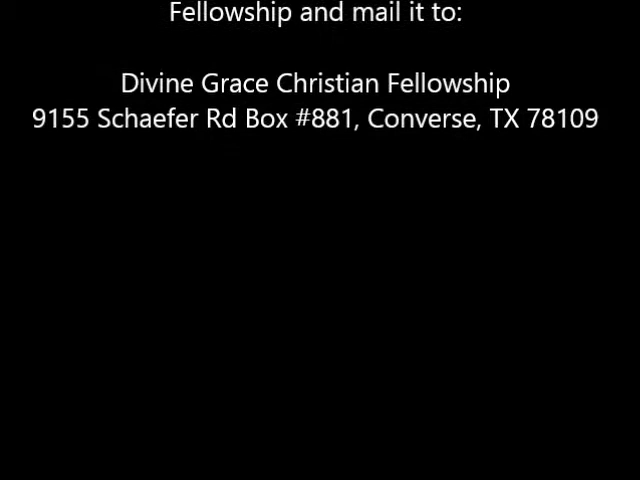 Fellowship and mail it to:
Divine Grace Christian Fellowship
9155 Schaefer Rd Box #881, Converse, TX 78109